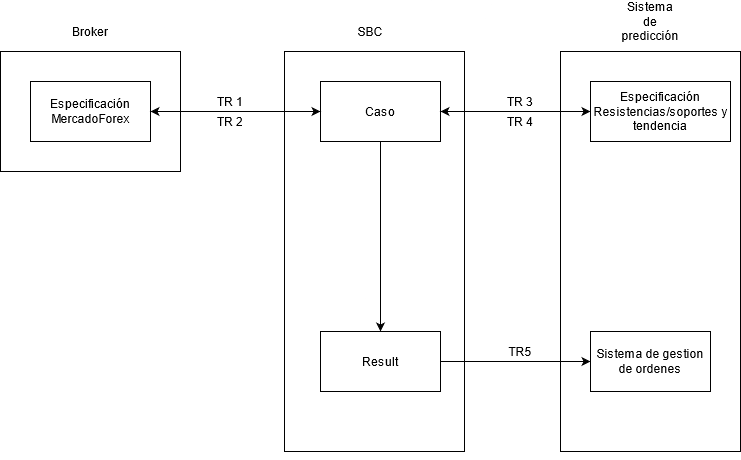 Broker
SBC
Sistema
de
predicción
Especificación
MercadoForex
TR 1
TR 2
Caso
TR 3
TR 4
Especificación
Resistencias/soportes y
tendencia
Result
TR5
Sistema de gestion
de ordenes